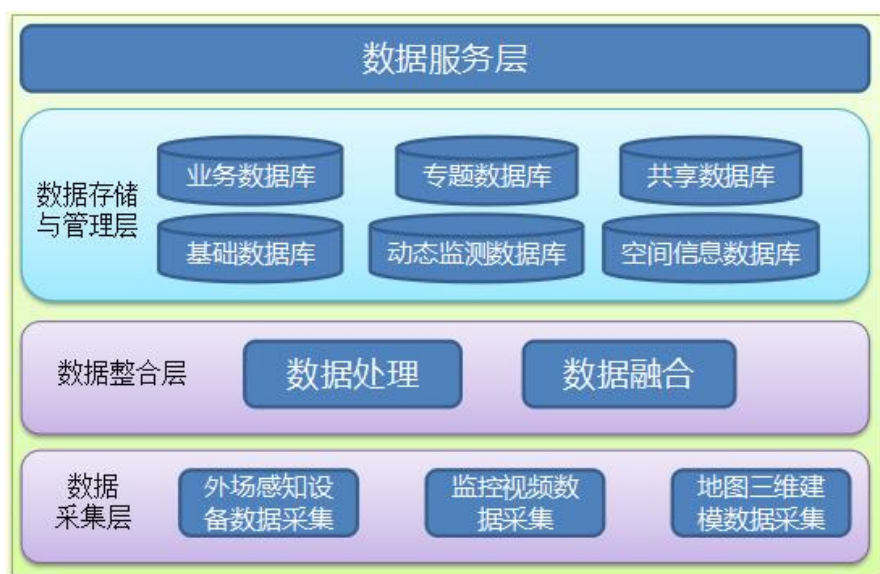 数据服务层
数据存储
与管理层
业务数据库
专题数据库
共享数据库
基础数据库
动态监测数据库
空间信息数据库
数据整合层
数据处理
数据融合
数据
采集层
外场感知设
备数据采集
监控视频数
据采集
地图三维建
模数据采集